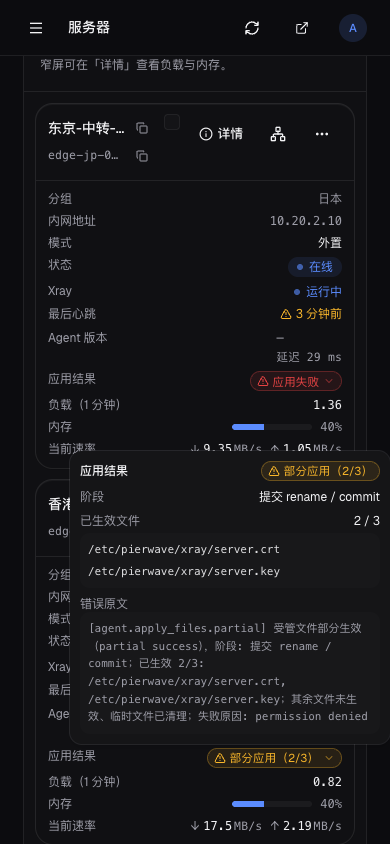 服务器
A
窄屏可在「详情」查看负载与内存。
东京-中转-…
详情
edge-jp-0…
分组
日本
内网地址
10.20.2.10
模式
外置
状态
在线
Xray
运行中
最后心跳
3 分钟前
Agent 版本
—
延迟 29 ms
应用结果
应用失败
负载（1 分钟）
1.36
内存
40%
当前速率
↓ 9.35 MB/s ↑ 1.05 MB/s
应用结果
部分应用（2/3）
阶段
提交 rename / commit
已生效文件
2 / 3
/etc/pierwave/xray/server.crt
/etc/pierwave/xray/server.key
错误原文
[agent.apply_files.partial] 受管文件部分生效
（partial success），阶段: 提交 rename /
commit; 已生效 2/3:
/etc/pierwave/xray/server.crt,
/etc/pierwave/xray/server.key; 其余文件未生
效、临时文件已清理; 失败原因: permission denied
香港
edg
分组
内网
模式
状态
Xray
最后
Age
应用结果
部分应用（2/3）
负载（1 分钟）
0.82
内存
40%
当前速率
↓ 17.5 MB/s ↑ 2.19 MB/s